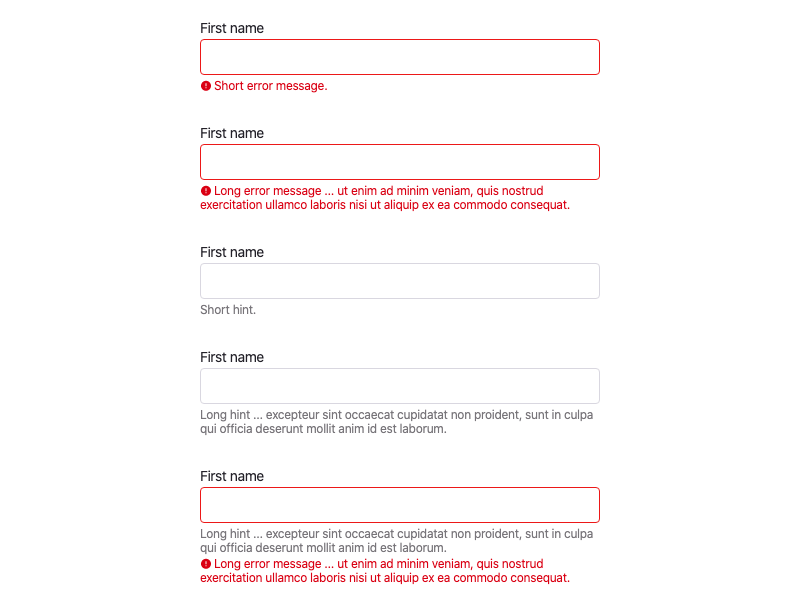 First name
Short error message.
First name
Long error message ... ut enim ad minim veniam, quis nostrud
exercitation ullamco laboris nisi ut aliquip ex ea commodo consequat.
First name
Short hint.
First name
Long hint ... excepteur sint occaecat cupidatat non proident, sunt in culpa
qui officia deserunt mollit anim id est laborum.
First name
Long hint ... excepteur sint occaecat cupidatat non proident, sunt in culpa
qui officia deserunt mollit anim id est laborum.
Long error message ... ut enim ad minim veniam, quis nostrud
exercitation ullamco laboris nisi ut aliquip ex ea commodo consequat.